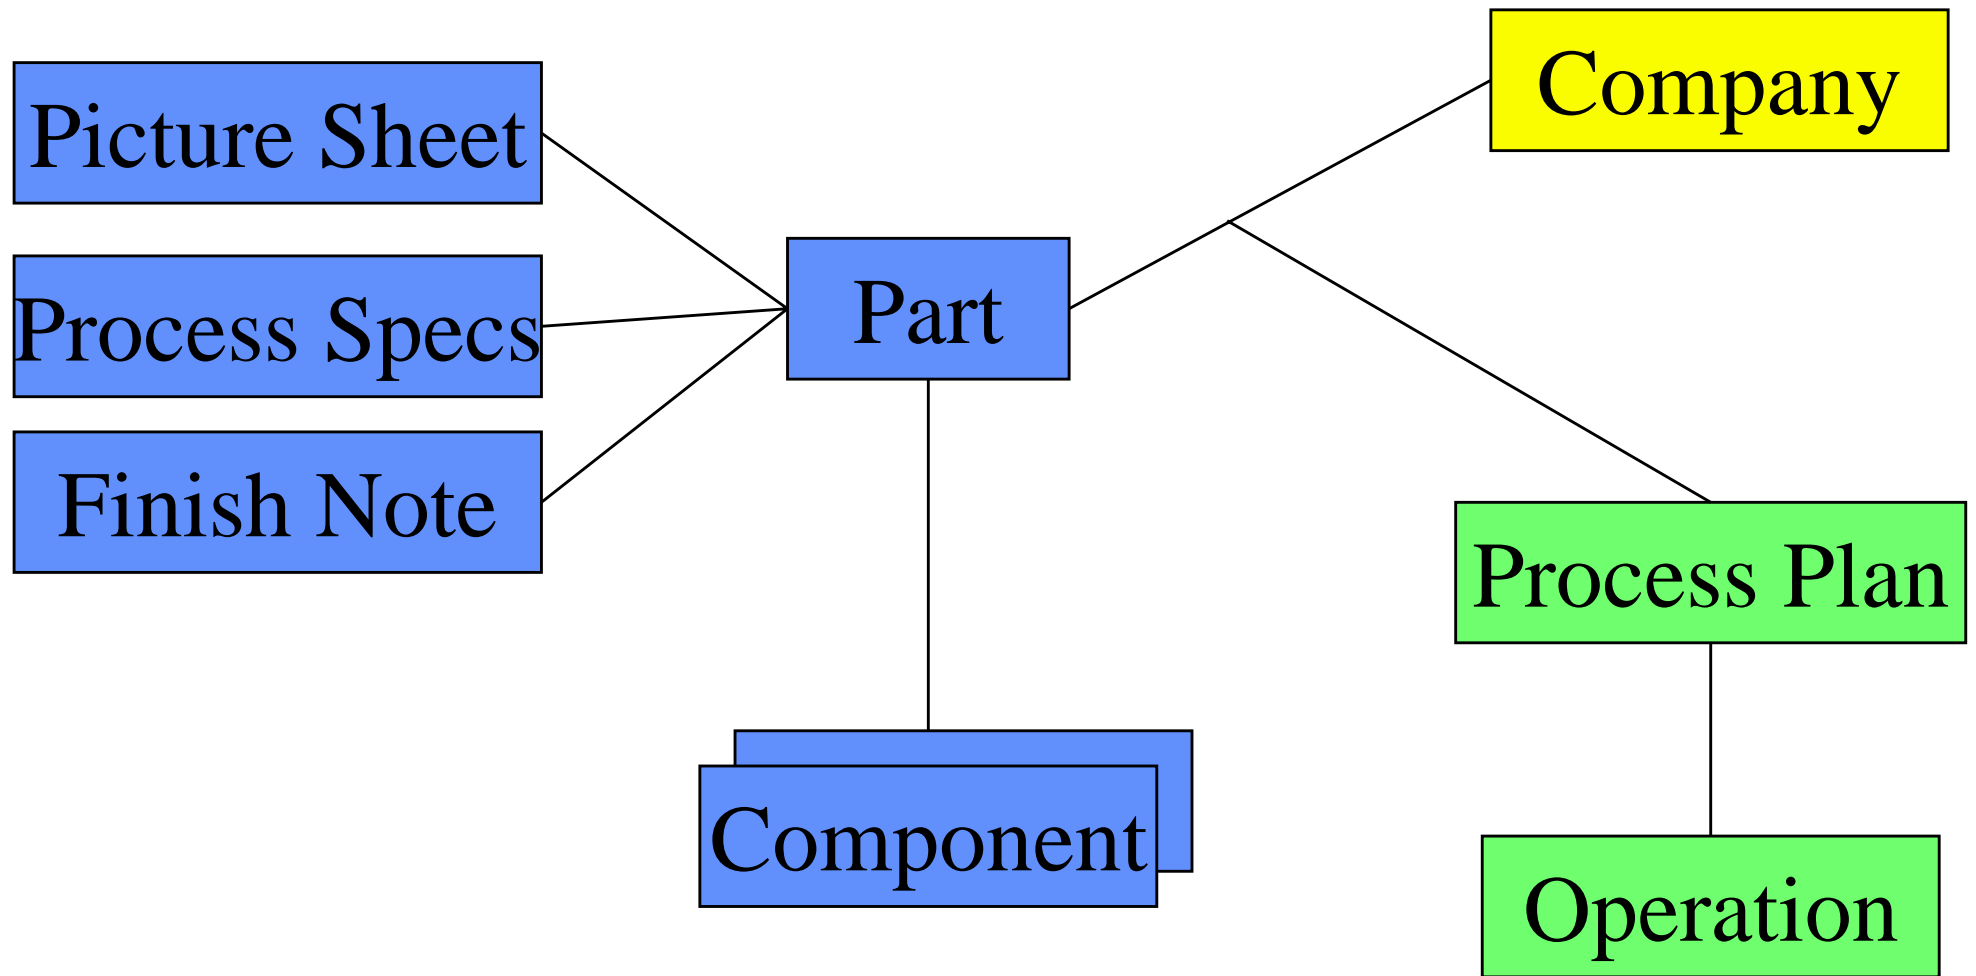 Company
Picture Sheet
Part
Process Specs
Finish Note
Process Plan
Component
Operation